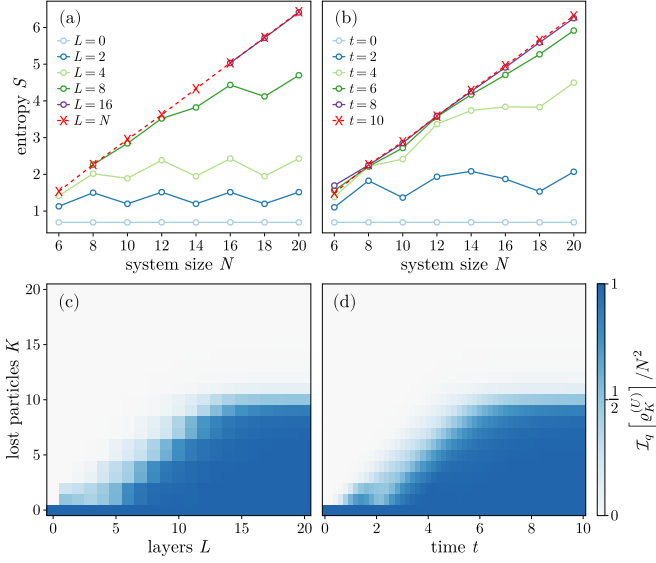 (a)
L = 0
L = 2
L = 4
L = 8
L = 16
L = N
entropy S
1
2
3
4
5
6
6 8 10 12 14 16 18 20
system size N
(b)
t = 0
t = 2
t = 4
t = 6
t = 8
t = 10
6 8 10 12 14 16 18 20
system size N
(c)
lost particles K
20
15
10
5
0
0 5 10 15 20
layers L
(d)
0 2 4 6 8 10
time t
1
1/2
0
ℐ_q [ϱ_K^(U)] / N²